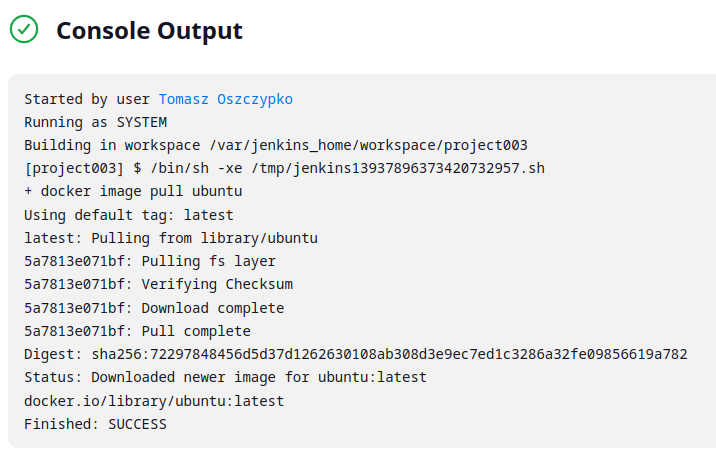 Console Output
Started by user Tomasz Oszczypko
Running as SYSTEM
Building in workspace /var/jenkins_home/workspace/project003
[project003] $ /bin/sh -xe /tmp/jenkins13937896373420732957.sh
+ docker image pull ubuntu
Using default tag: latest
latest: Pulling from library/ubuntu
5a7813e071bf: Pulling fs layer
5a7813e071bf: Verifying Checksum
5a7813e071bf: Download complete
5a7813e071bf: Pull complete
Digest: sha256:72297848456d5d37d1262630108ab308d3e9ec7ed1c3286a32fe09856619a782
Status: Downloaded newer image for ubuntu:latest
docker.io/library/ubuntu:latest
Finished: SUCCESS